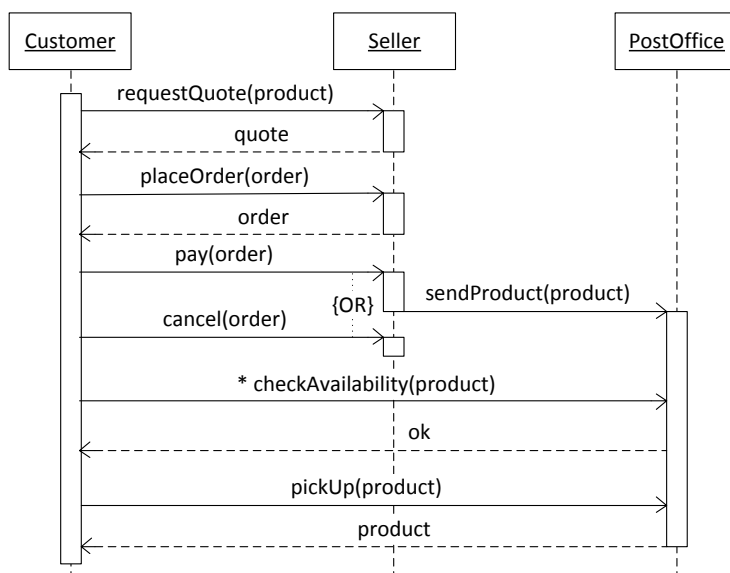 Customer
Seller
PostOffice
requestQuote(product)
quote
placeOrder(order)
order
pay(order)
{OR}
sendProduct(product)
cancel(order)
* checkAvailability(product)
ok
pickUp(product)
product